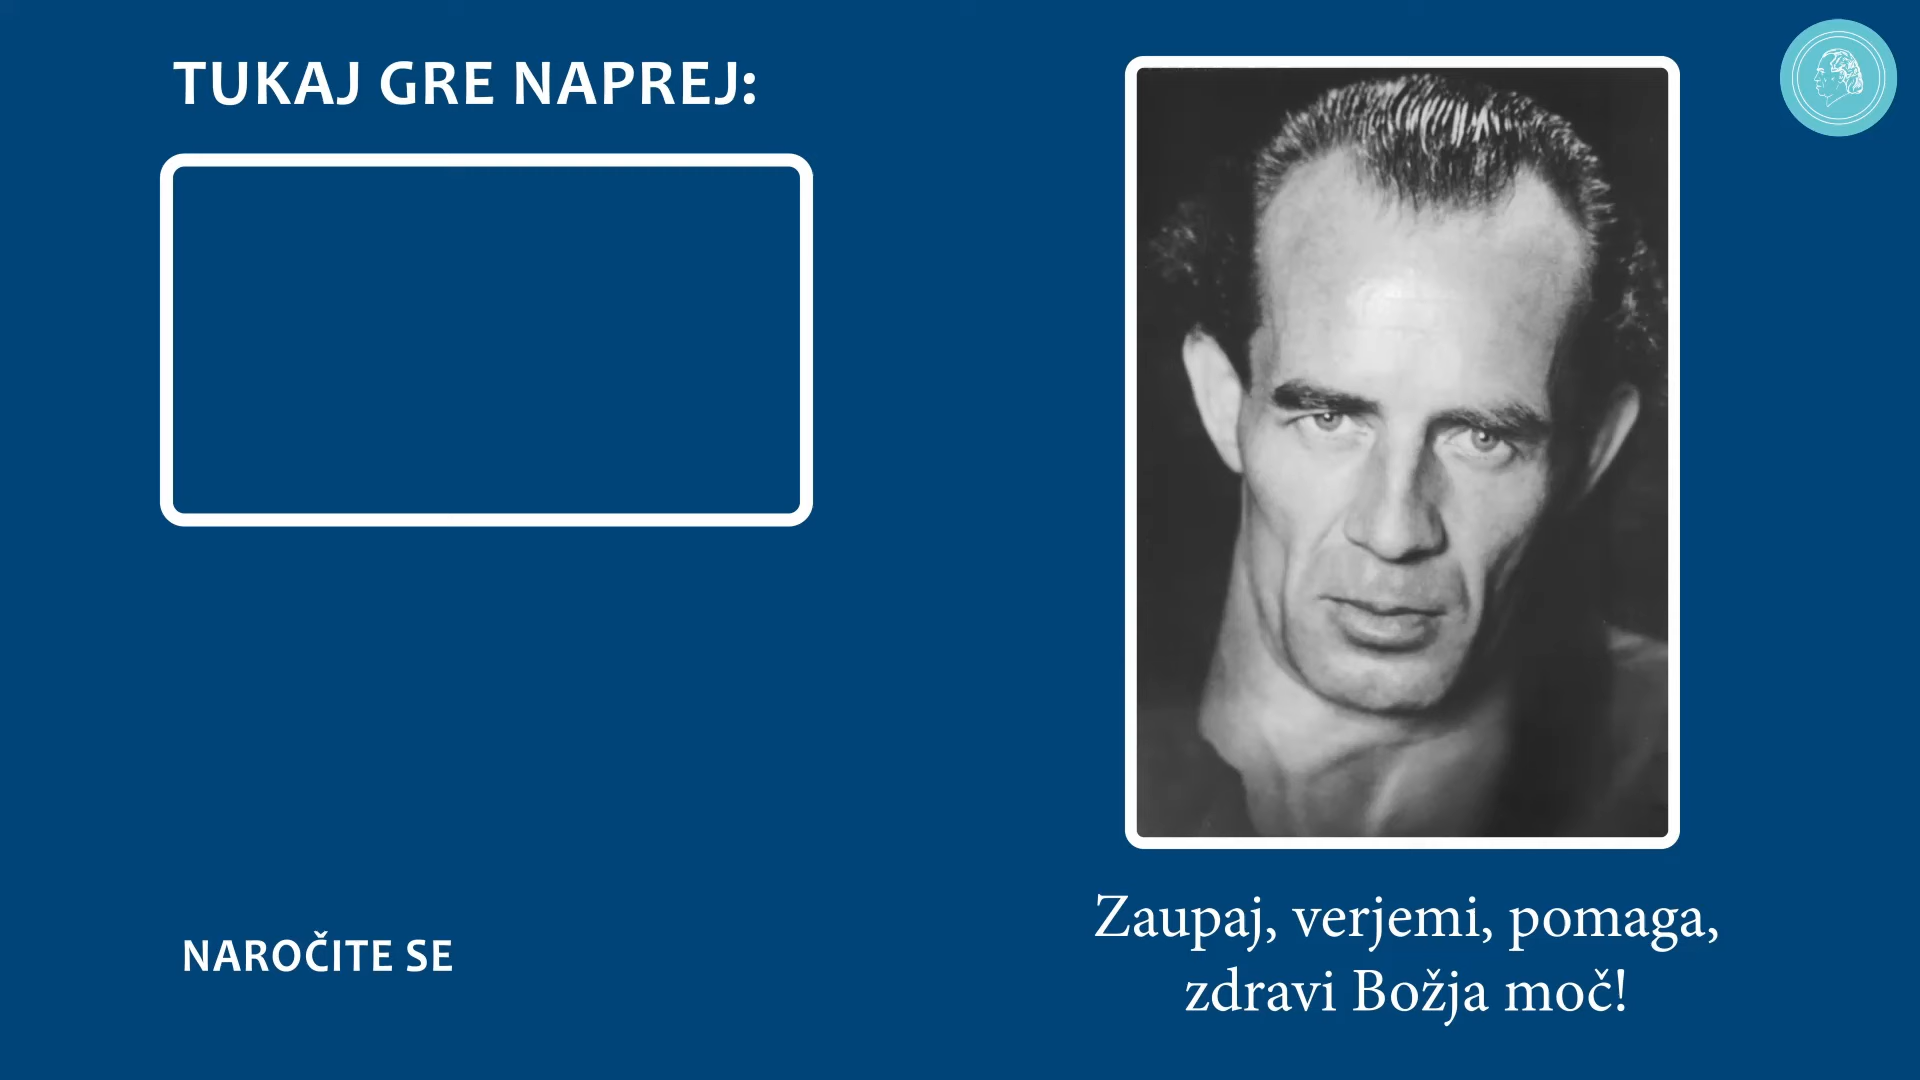 TUKAJ GRE NAPREJ:
NAROČITE SE
Zaupaj, verjemi, pomaga,
zdravi Božja moč!